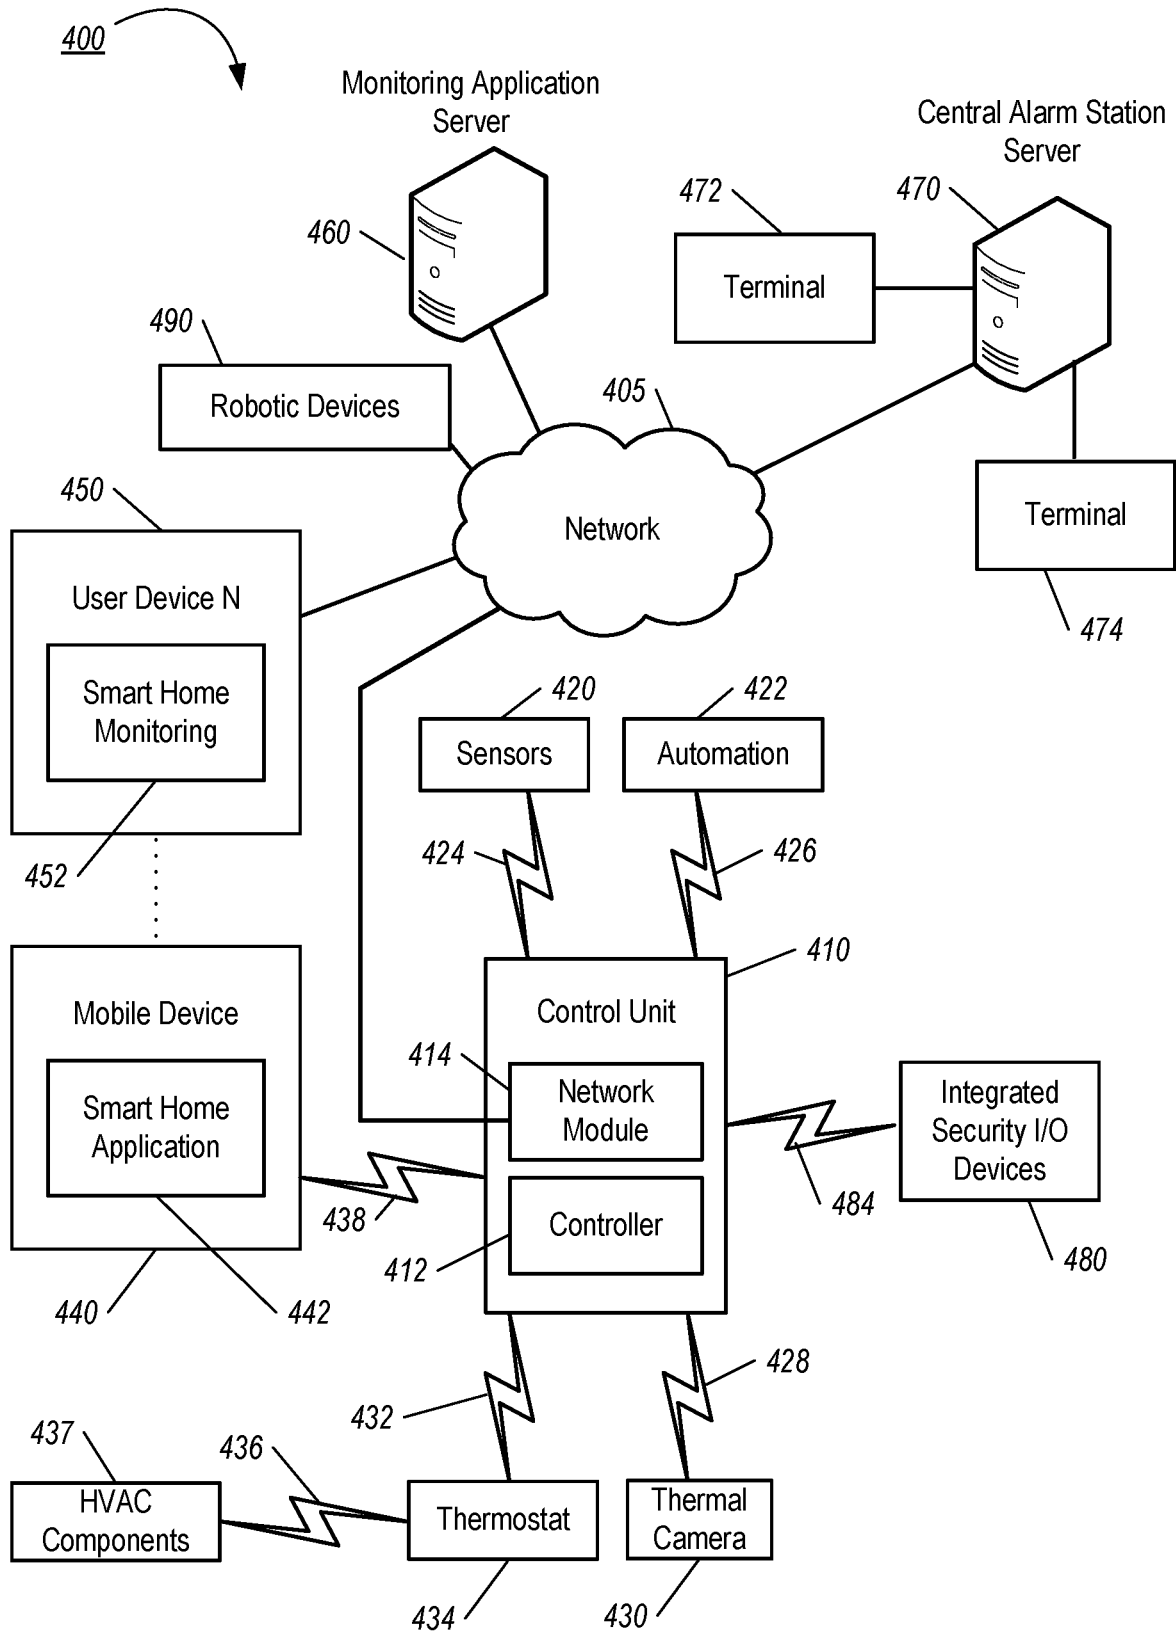 400
Monitoring Application
Server
460
Central Alarm Station
Server
470
472
Terminal
490
Robotic Devices
405
Network
Terminal
474
450
User Device N
Smart Home
Monitoring
452
420
Sensors
422
Automation
424
426
410
Control Unit
414
Network
Module
Controller
412
Mobile Device
Smart Home
Application
438
440
442
Integrated
Security I/O
Devices
484
480
432
428
437
436
HVAC
Components
Thermostat
434
Thermal
Camera
430